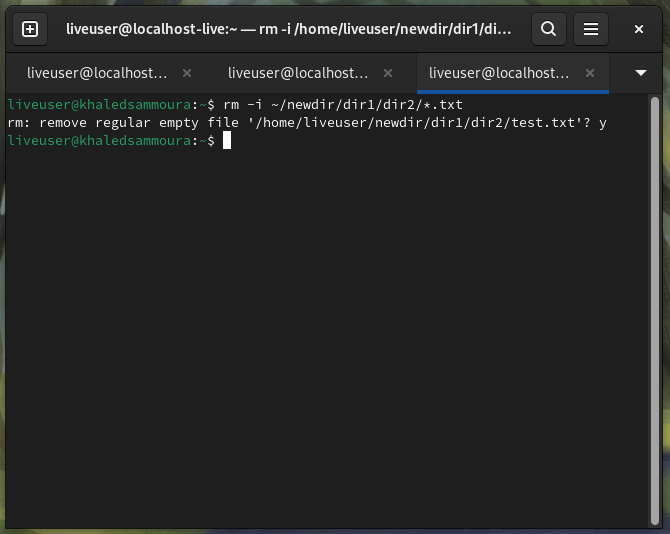 liveuser@localhost-live:~ — rm -i /home/liveuser/newdir/dir1/di…
liveuser@localhost… liveuser@localhost… liveuser@localhost…
liveuser@khaledsammoura:~$ rm -i ~/newdir/dir1/dir2/*.txt
rm: remove regular empty file '/home/liveuser/newdir/dir1/dir2/test.txt'? y
liveuser@khaledsammoura:~$